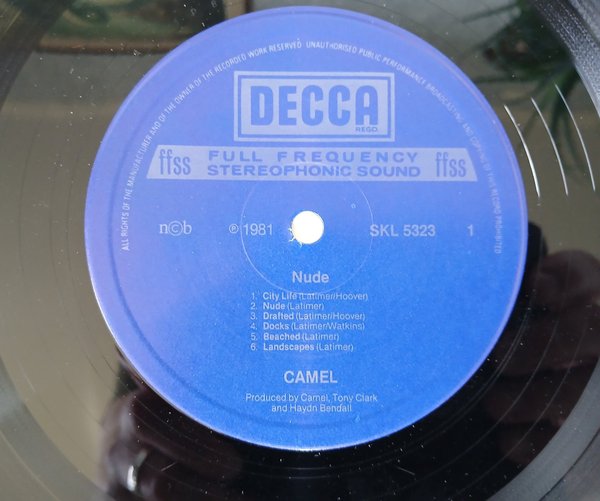 ALL RIGHTS OF THE MANUFACTURER AND OF THE OWNER OF THE RECORDED WORK RESERVED UNAUTHORISED PUBLIC PERFORMANCE BROADCASTING AND COPYING OF THIS RECORD PROHIBITED
DECCA
REGD.
ffss FULL FREQUENCY STEREOPHONIC SOUND ffss
n©b ℗ 1981 SKL 5323 1
Nude
1. City Life (Latimer/Hoover)
2. Nude (Latimer)
3. Drafted (Latimer/Hoover)
4. Docks (Latimer/Watkins)
5. Beached (Latimer)
6. Landscapes (Latimer)
CAMEL
Produced by Camel, Tony Clark
and Haydn Bendall